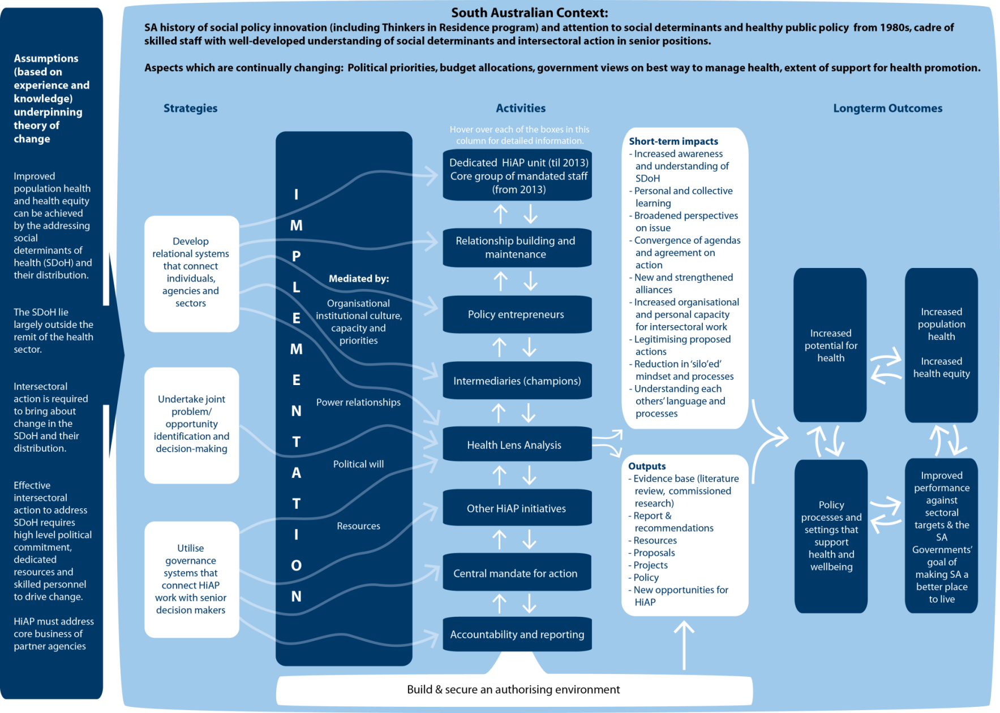 South Australian Context:
SA history of social policy innovation (including Thinkers in Residence program) and attention to social determinants and healthy public policy from 1980s, cadre of
skilled staff with well-developed understanding of social determinants and intersectoral action in senior positions.
Aspects which are continually changing: Political priorities, budget allocations, government views on best way to manage health, extent of support for health promotion.
Assumptions
(based on
experience and
knowledge)
underpinning
theory of
change
Improved
population health
and health equity
can be achieved
by the addressing
social
determinants of
health (SDoH) and
their distribution.
The SDoH lie
largely outside the
remit of the health
sector.
Intersectoral
action is required
to bring about
change in the
SDoH and their
distribution.
Effective
intersectoral
action to address
SDoH requires
high level political
commitment,
dedicated
resources and
skilled personnel
to drive change.
HiAP must address
core business of
partner agencies
Strategies
Develop
relational systems
that connect
individuals,
agencies and
sectors
Undertake joint
problem/
opportunity
identification and
decision-making
Utilise
governance
systems that
connect HiAP
work with senior
decision makers
I
M
P
L
E
M
E
N
T
A
T
I
O
N
Mediated by:
Organisational
institutional culture,
capacity and
priorities
Power relationships
Political will
Resources
Activities
Hover over each of the boxes in this
column for detailed information.
Dedicated HiAP unit (til 2013)
Core group of mandated staff
(from 2013)
Relationship building and
maintenance
Policy entrepreneurs
Intermediaries (champions)
Health Lens Analysis
Other HiAP initiatives
Central mandate for action
Accountability and reporting
Build & secure an authorising environment
Short-term impacts
- Increased awareness
and understanding of
SDoH
- Personal and collective
learning
- Broadened perspectives
on issue
- Convergence of agendas
and agreement on
action
- New and strengthened
alliances
- Increased organisational
and personal capacity
for intersectoral work
- Legitimising proposed
actions
- Reduction in ‘silo’ed’
mindset and processes
- Understanding each
others’ language and
processes
Outputs
- Evidence base (literature
review, commissioned
research)
- Report &
recommendations
- Resources
- Proposals
- Projects
- Policy
- New opportunities for
HiAP
Longterm Outcomes
Increased
potential for
health
Increased
population
health
Increased
health equity
Policy
processes and
settings that
support
health and
wellbeing
Improved
performance
against
sectoral
targets & the
SA
Governments’
goal of
making SA a
better place
to live